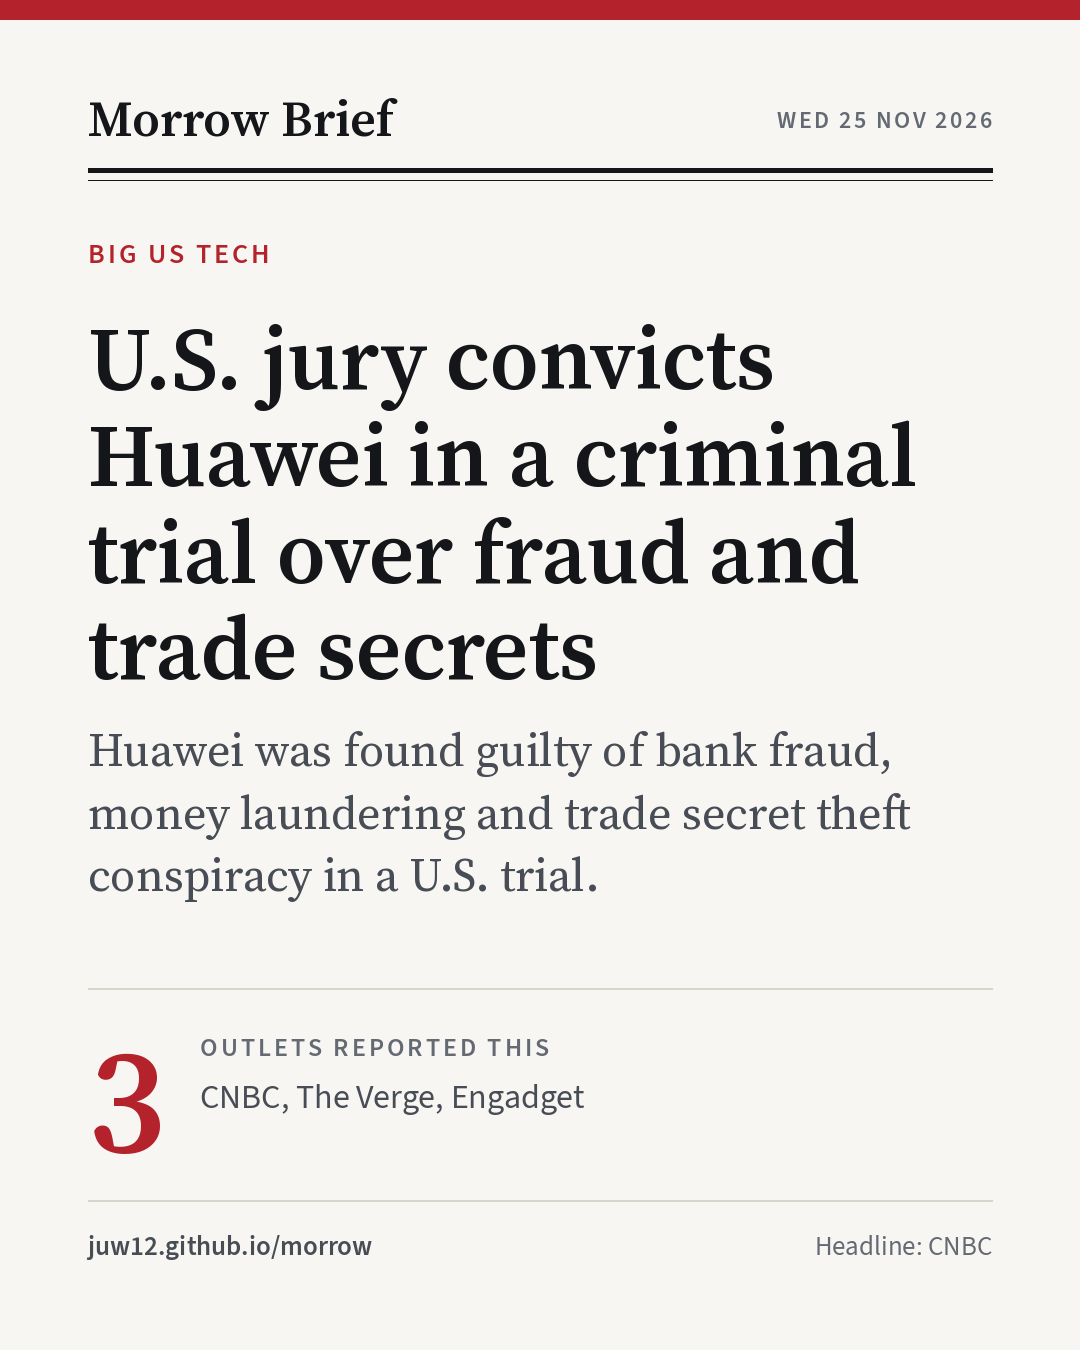 Morrow Brief
WED 25 NOV 2026
BIG US TECH
U.S. jury convicts
Huawei in a criminal
trial over fraud and
trade secrets
Huawei was found guilty of bank fraud,
money laundering and trade secret theft
conspiracy in a U.S. trial.
3
OUTLETS REPORTED THIS
CNBC, The Verge, Engadget
juw12.github.io/morrow
Headline: CNBC